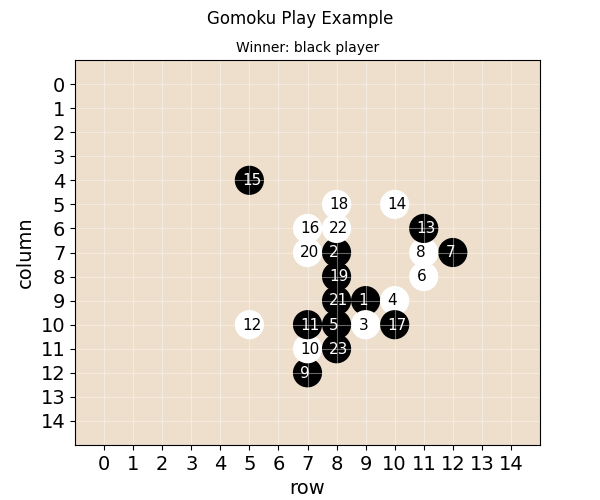 Gomoku Play Example
Winner: black player
column
0
1
2
3
4 15
5 18 14
6 16 22 13
7 20 2 8 7
8 19 6
9 21 1 4
10 12 11 5 3 17
11 10 23
12 9
13
14
0 1 2 3 4 5 6 7 8 9 10 11 12 13 14
row